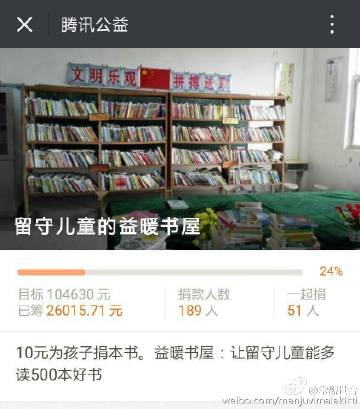 腾讯公益
文明乐观 拼搏进取
留守儿童的益暖书屋
24%
目标 104630 元 捐款人数 一起捐
已筹 26015.71 元 189 人 51 人
10元为孩子捐本书。益暖书屋：让留守儿童能多
读500本好书
weibo.com/manjuvimalakirti